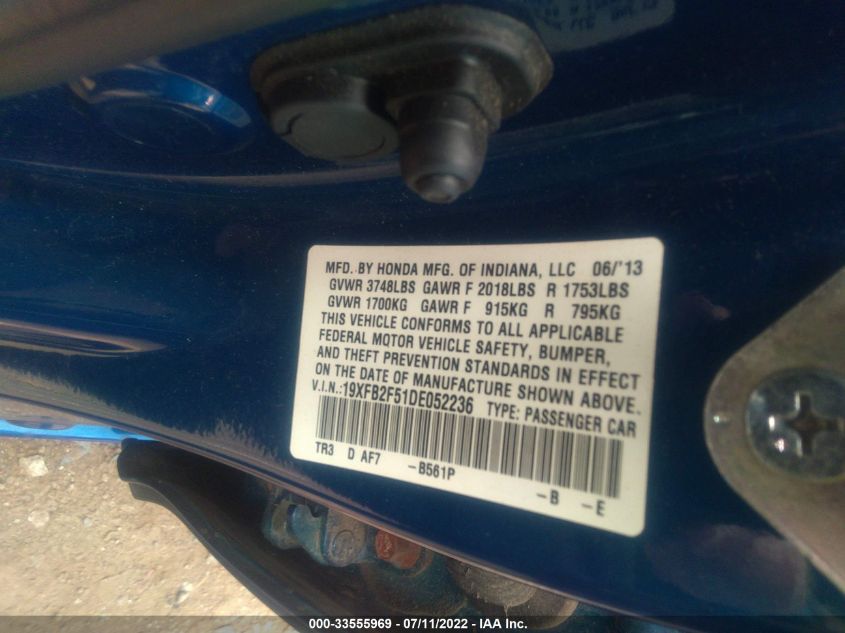 MFD. BY HONDA MFG. OF INDIANA, LLC 06/'13
GVWR 3748LBS GAWR F 2018LBS R 1753LBS
GVWR 1700KG GAWR F 915KG R 795KG
THIS VEHICLE CONFORMS TO ALL APPLICABLE
FEDERAL MOTOR VEHICLE SAFETY, BUMPER,
AND THEFT PREVENTION STANDARDS IN EFFECT
ON THE DATE OF MANUFACTURE SHOWN ABOVE.
V.I.N.:19XFB2F51DE052236 TYPE: PASSENGER CAR
TR3 D AF7 -B561P
-B -E
000-33555969 - 07/11/2022 - IAA Inc.